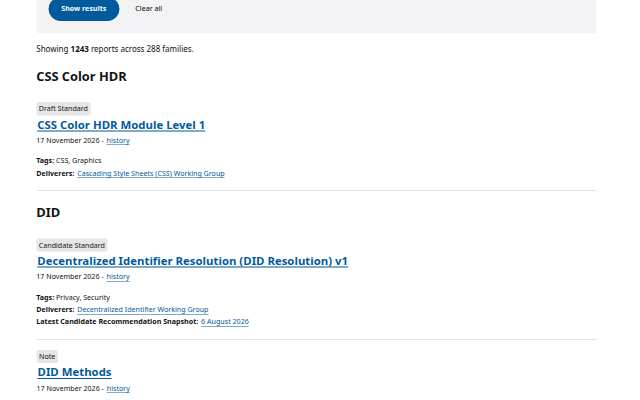 Show results
Clear all
Showing 1243 reports across 288 families.
CSS Color HDR
Draft Standard
CSS Color HDR Module Level 1
17 November 2026 - history
Tags: CSS, Graphics
Deliverers: Cascading Style Sheets (CSS) Working Group
DID
Candidate Standard
Decentralized Identifier Resolution (DID Resolution) v1
17 November 2026 - history
Tags: Privacy, Security
Deliverers: Decentralized Identifier Working Group
Latest Candidate Recommendation Snapshot: 6 August 2026
Note
DID Methods
17 November 2026 - history